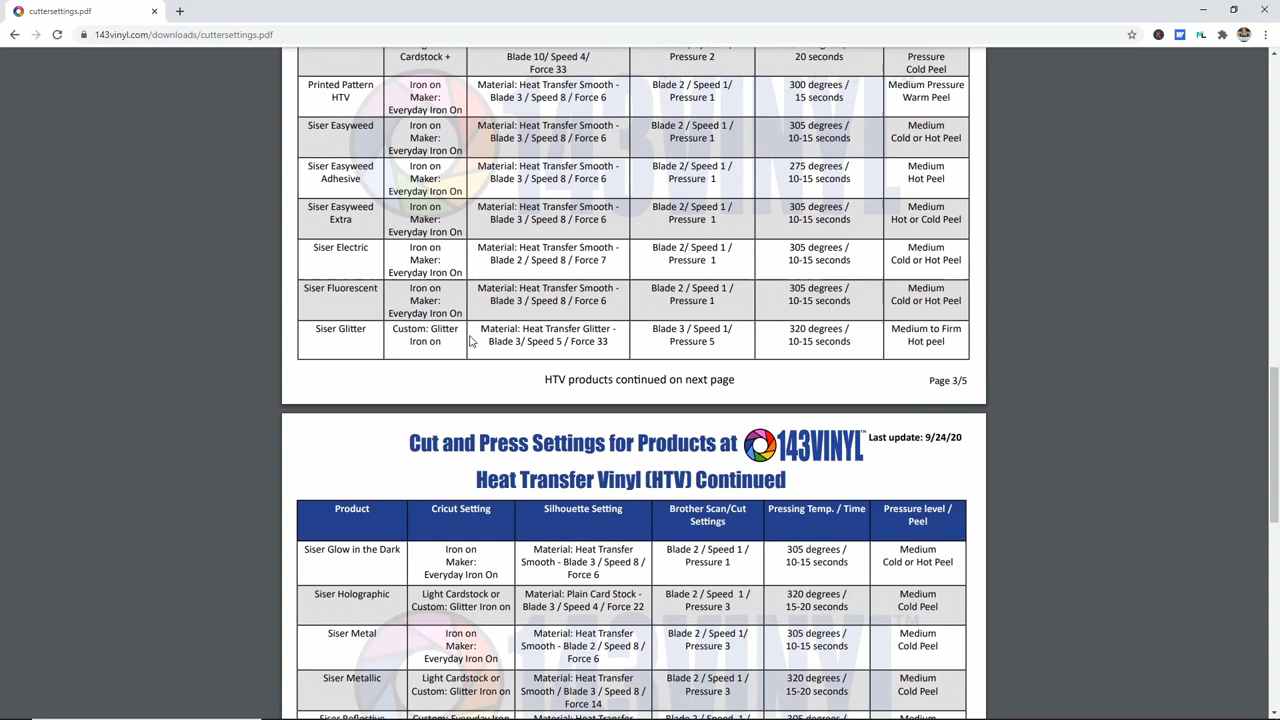 cuttersettings.pdf
143vinyl.com/downloads/cuttersettings.pdf
Cardstock +
Blade 10/ Speed 4/
Force 33
Pressure 2
20 seconds
Pressure
Cold Peel
Printed Pattern
HTV
Iron on
Maker:
Everyday Iron On
Material: Heat Transfer Smooth -
Blade 3 / Speed 8 / Force 6
Blade 2 / Speed 1/
Pressure 1
300 degrees /
15 seconds
Medium Pressure
Warm Peel
Siser Easyweed
Iron on
Maker:
Everyday Iron On
Material: Heat Transfer Smooth -
Blade 3 / Speed 8 / Force 6
Blade 2 / Speed 1 /
Pressure 1
305 degrees /
10-15 seconds
Medium
Cold or Hot Peel
Siser Easyweed
Adhesive
Iron on
Maker:
Everyday Iron On
Material: Heat Transfer Smooth -
Blade 3 / Speed 8 / Force 6
Blade 2/ Speed 1 /
Pressure 1
275 degrees /
10-15 seconds
Medium
Hot Peel
Siser Easyweed
Extra
Iron on
Maker:
Everyday Iron On
Material: Heat Transfer Smooth -
Blade 3 / Speed 8 / Force 6
Blade 2/ Speed 1 /
Pressure 1
305 degrees /
10-15 seconds
Medium
Hot or Cold Peel
Siser Electric
Iron on
Maker:
Everyday Iron On
Material: Heat Transfer Smooth -
Blade 2 / Speed 8 / Force 7
Blade 2/ Speed 1 /
Pressure 1
305 degrees /
10-15 seconds
Medium
Cold or Hot Peel
Siser Fluorescent
Iron on
Maker:
Everyday Iron On
Material: Heat Transfer Smooth -
Blade 3 / Speed 8 / Force 6
Blade 2 / Speed 1 /
Pressure 1
305 degrees /
10-15 seconds
Medium
Cold or Hot Peel
Siser Glitter
Custom: Glitter
Iron on
Material: Heat Transfer Glitter -
Blade 3/ Speed 5 / Force 33
Blade 3 / Speed 1/
Pressure 5
320 degrees /
10-15 seconds
Medium to Firm
Hot peel
HTV products continued on next page
Page 3/5
Cut and Press Settings for Products at 143VINYL™
Last update: 9/24/20
Heat Transfer Vinyl (HTV) Continued
Product
Cricut Setting
Silhouette Setting
Brother Scan/Cut
Settings
Pressing Temp. / Time
Pressure level /
Peel
Siser Glow in the Dark
Iron on
Maker:
Everyday Iron On
Material: Heat Transfer
Smooth - Blade 3 / Speed 8 /
Force 6
Blade 2 / Speed 1 /
Pressure 1
305 degrees /
10-15 seconds
Medium
Cold or Hot Peel
Siser Holographic
Light Cardstock or
Custom: Glitter Iron on
Material: Plain Card Stock -
Blade 3 / Speed 4 / Force 22
Blade 2 / Speed 1 /
Pressure 3
320 degrees /
15-20 seconds
Medium
Cold Peel
Siser Metal
Iron on
Maker:
Everyday Iron On
Material: Heat Transfer
Smooth - Blade 2 / Speed 8 /
Force 6
Blade 2 / Speed 1/
Pressure 3
305 degrees /
10-15 seconds
Medium
Cold Peel
Siser Metallic
Light Cardstock or
Custom: Glitter Iron on
Material: Heat Transfer
Smooth / Blade 3 / Speed 8 /
Force 14
Blade 2 / Speed 1 /
Pressure 3
320 degrees /
15-20 seconds
Medium
Cold Peel
143VINYL
143VINYL™